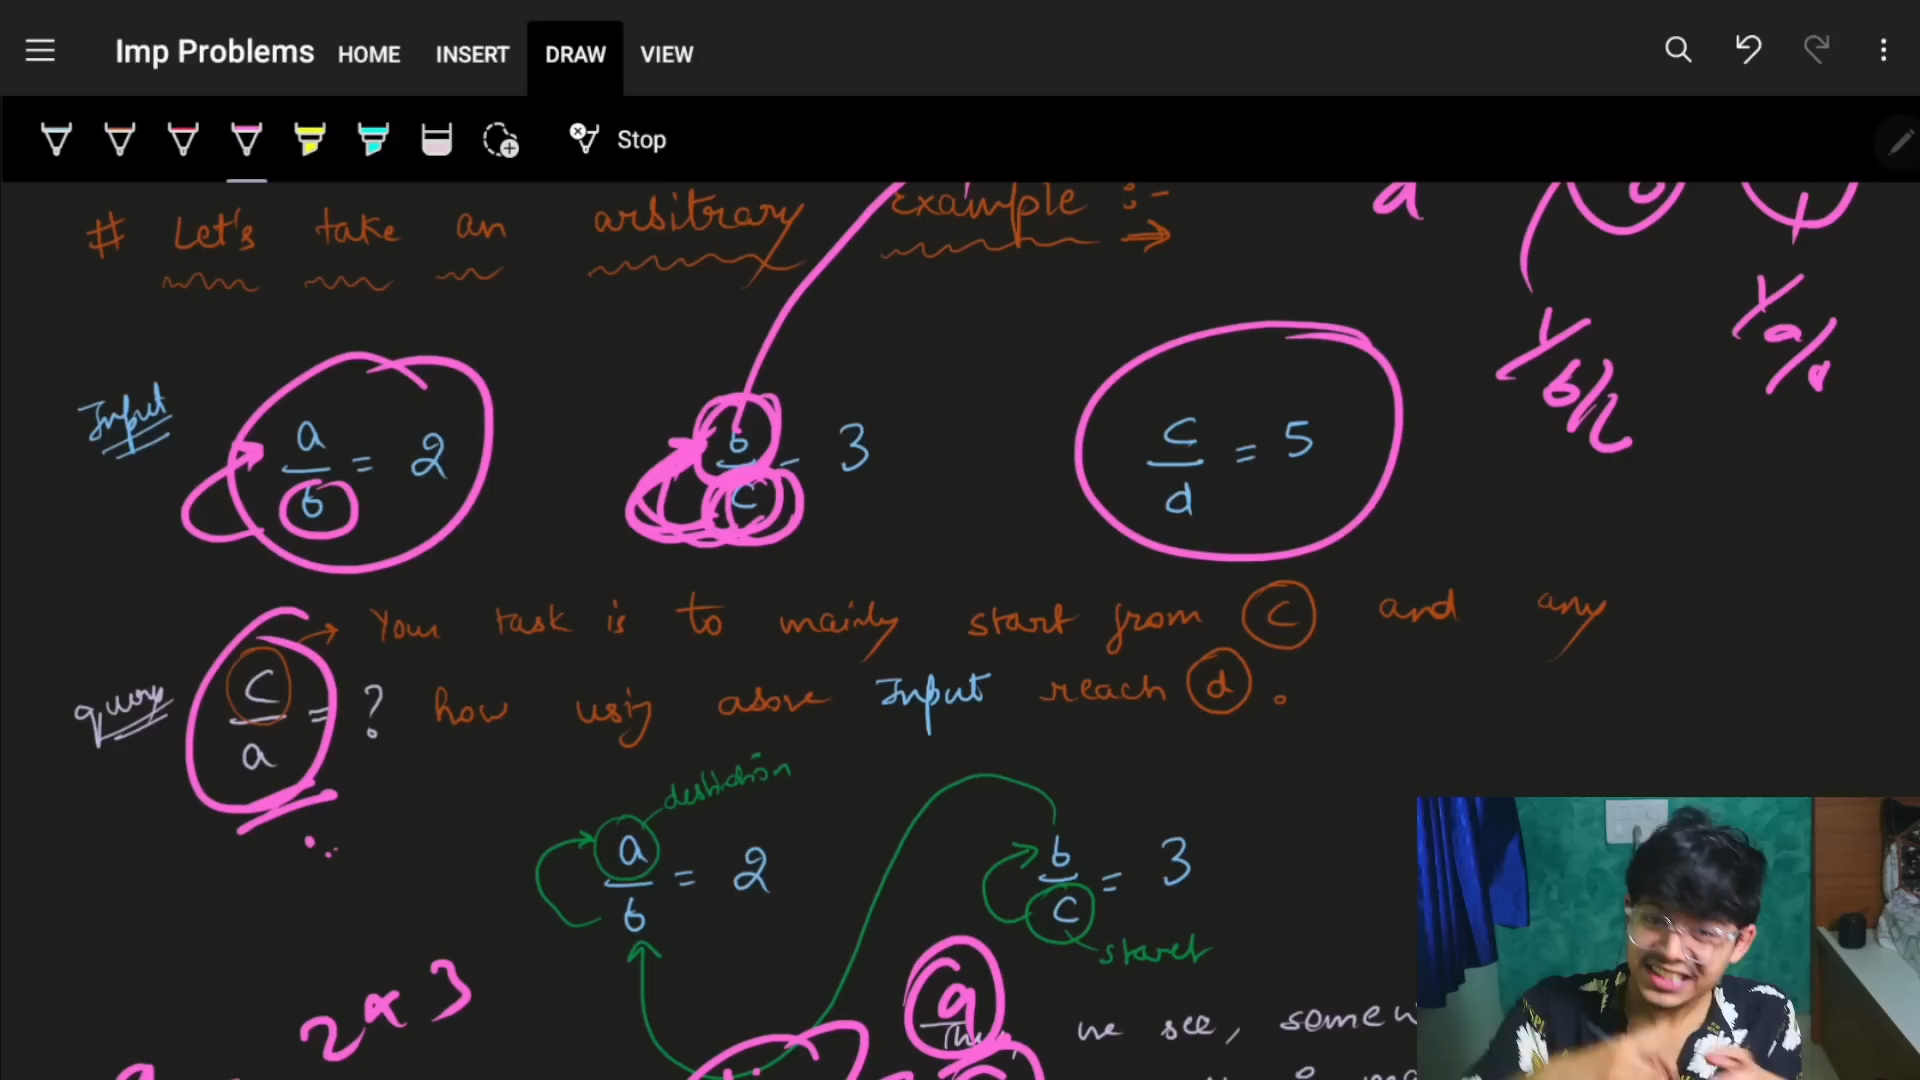 Imp Problems HOME INSERT DRAW VIEW
Stop
# Let's take an arbitrary example :- →
a
1/b/c
Input a/b = 2 b/c = 3 c/d = 5
Your task is to mainly start from c and any
query c/a = ? how using above Input reach d .
destination
a/b = 2 b/c = 3
start
2 x 3
a
we see,